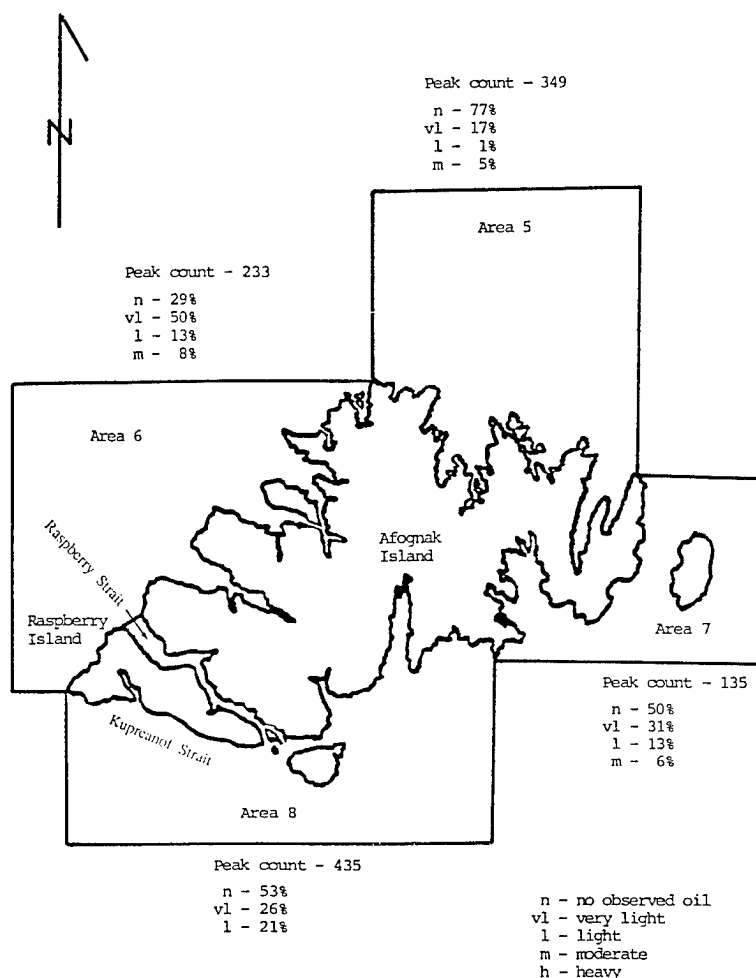 N
Peak count - 349
n - 77%
vl - 17%
l - 1%
m - 5%
Area 5
Peak count - 233
n - 29%
vl - 50%
l - 13%
m - 8%
Area 6
Raspberry Strait
Afognak
Island
Raspberry
Island
Area 7
Kupreanof Strait
Peak count - 135
n - 50%
vl - 31%
l - 13%
m - 6%
Area 8
Peak count - 435
n - 53%
vl - 26%
l - 21%
n - no observed oil
vl - very light
l - light
m - moderate
h - heavy